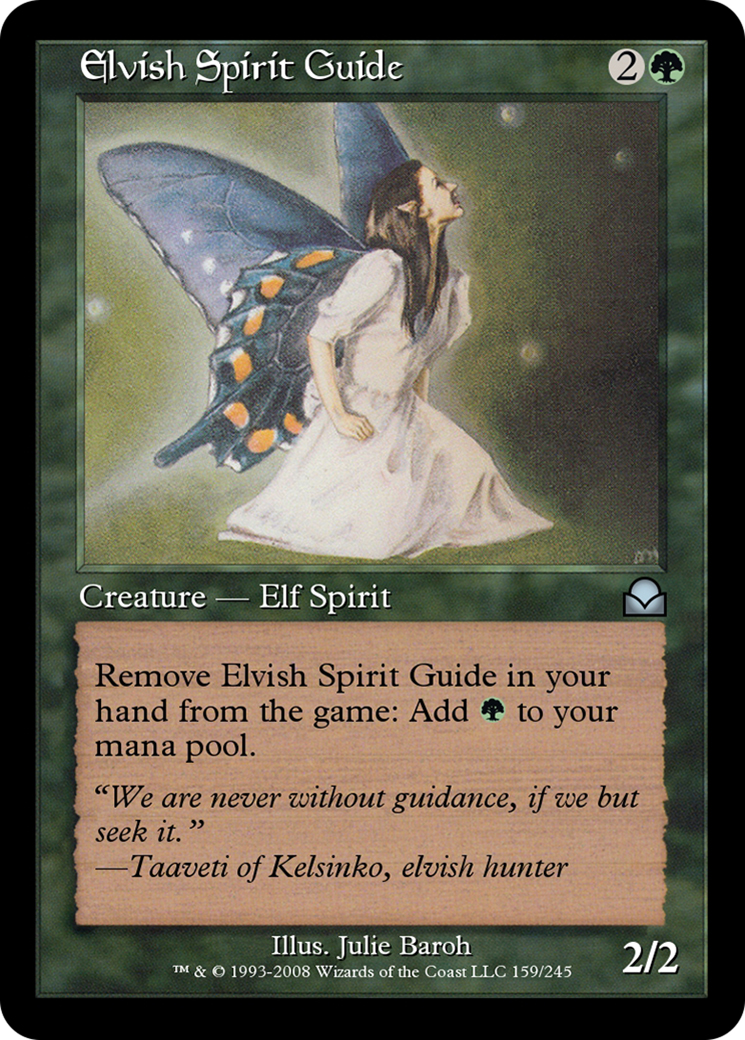 Elvish Spirit Guide 2
Creature — Elf Spirit
Remove Elvish Spirit Guide in your
hand from the game: Add to your
mana pool.
“We are never without guidance, if we but
seek it.”
—Taaveti of Kelsinko, elvish hunter
Illus. Julie Baroh
™ & © 1993-2008 Wizards of the Coast LLC 159/245
2/2